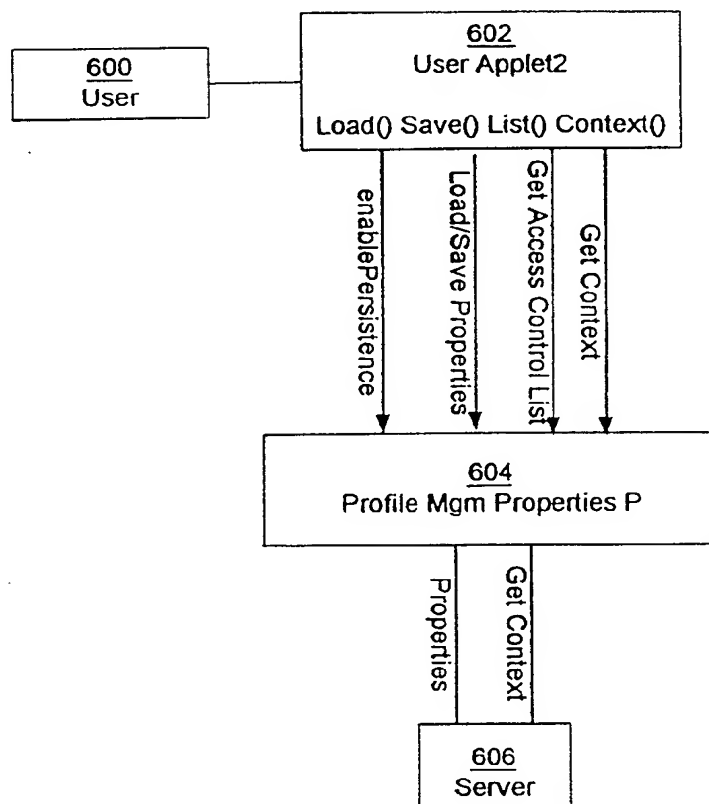 600
User
602
User Applet2
Load() Save() List() Context()
enablePersistence
Load/Save Properties
Get Access Control List
Get Context
604
Profile Mgm Properties P
Properties
Get Context
606
Server